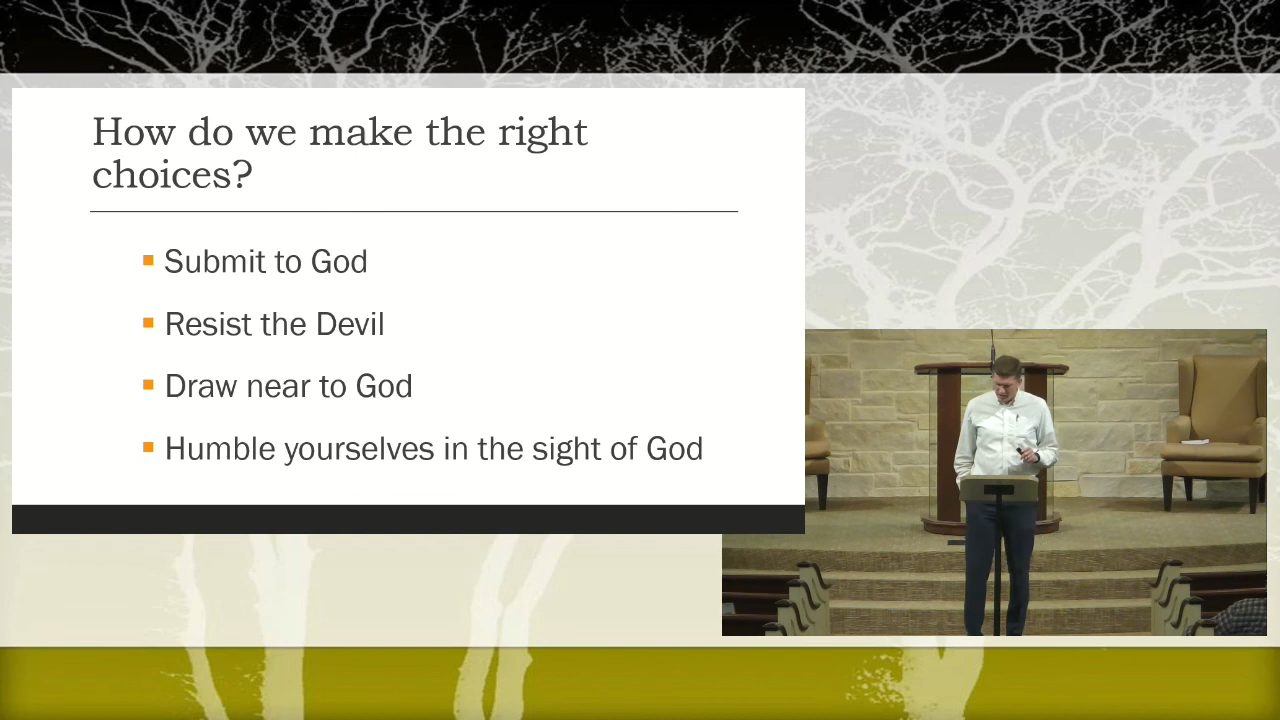 How do we make the right
choices?
Submit to God
Resist the Devil
Draw near to God
Humble yourselves in the sight of God